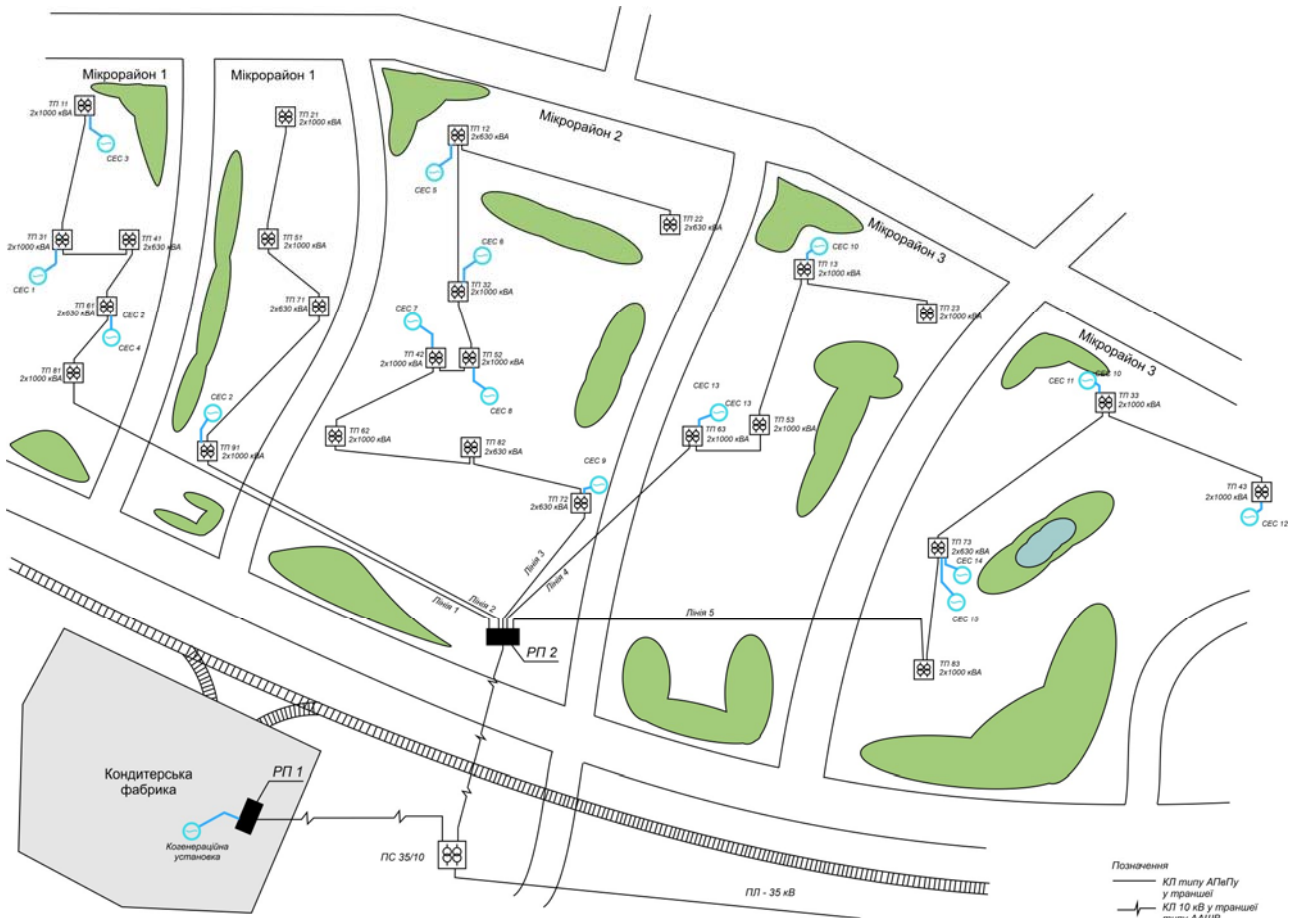 Мікрорайон 1
ТП 11
2х1000 кВА
СЕС 3
ТП 31
2х1000 кВА
СЕС 1
ТП 41
2х630 кВА
ТП 61
2х630 кВА
СЕС 2
СЕС 4
ТП 81
2х1000 кВА
Мікрорайон 1
ТП 21
2х1000 кВА
ТП 51
2х1000 кВА
ТП 71
2х630 кВА
СЕС 2
ТП 91
2х1000 кВА
Мікрорайон 2
ТП 12
2х630 кВА
СЕС 5
ТП 22
2х630 кВА
СЕС 6
ТП 32
2х1000 кВА
СЕС 7
ТП 42
2х1000 кВА
ТП 52
2х1000 кВА
СЕС 8
ТП 62
2х1000 кВА
ТП 82
2х630 кВА
СЕС 9
ТП 72
2х630 кВА
Мікрорайон 3
СЕС 10
ТП 13
2х1000 кВА
ТП 23
2х1000 кВА
СЕС 13
СЕС 13
ТП 63
2х1000 кВА
ТП 53
2х1000 кВА
Мікрорайон 3
СЕС 10
СЕС 11
ТП 33
2х1000 кВА
ТП 43
2х1000 кВА
СЕС 12
ТП 73
2х630 кВА
СЕС 14
СЕС 15
ТП 83
2х1000 кВА
Лінія 1
Лінія 2
Лінія 3
Лінія 4
Лінія 5
РП 2
Кондитерська
фабрика
РП 1
Когенераційна
установка
ПС 35/10
ПЛ - 35 кВ
Позначення
КЛ типу АПвПу
у траншеї
КЛ 10 кВ у траншеї